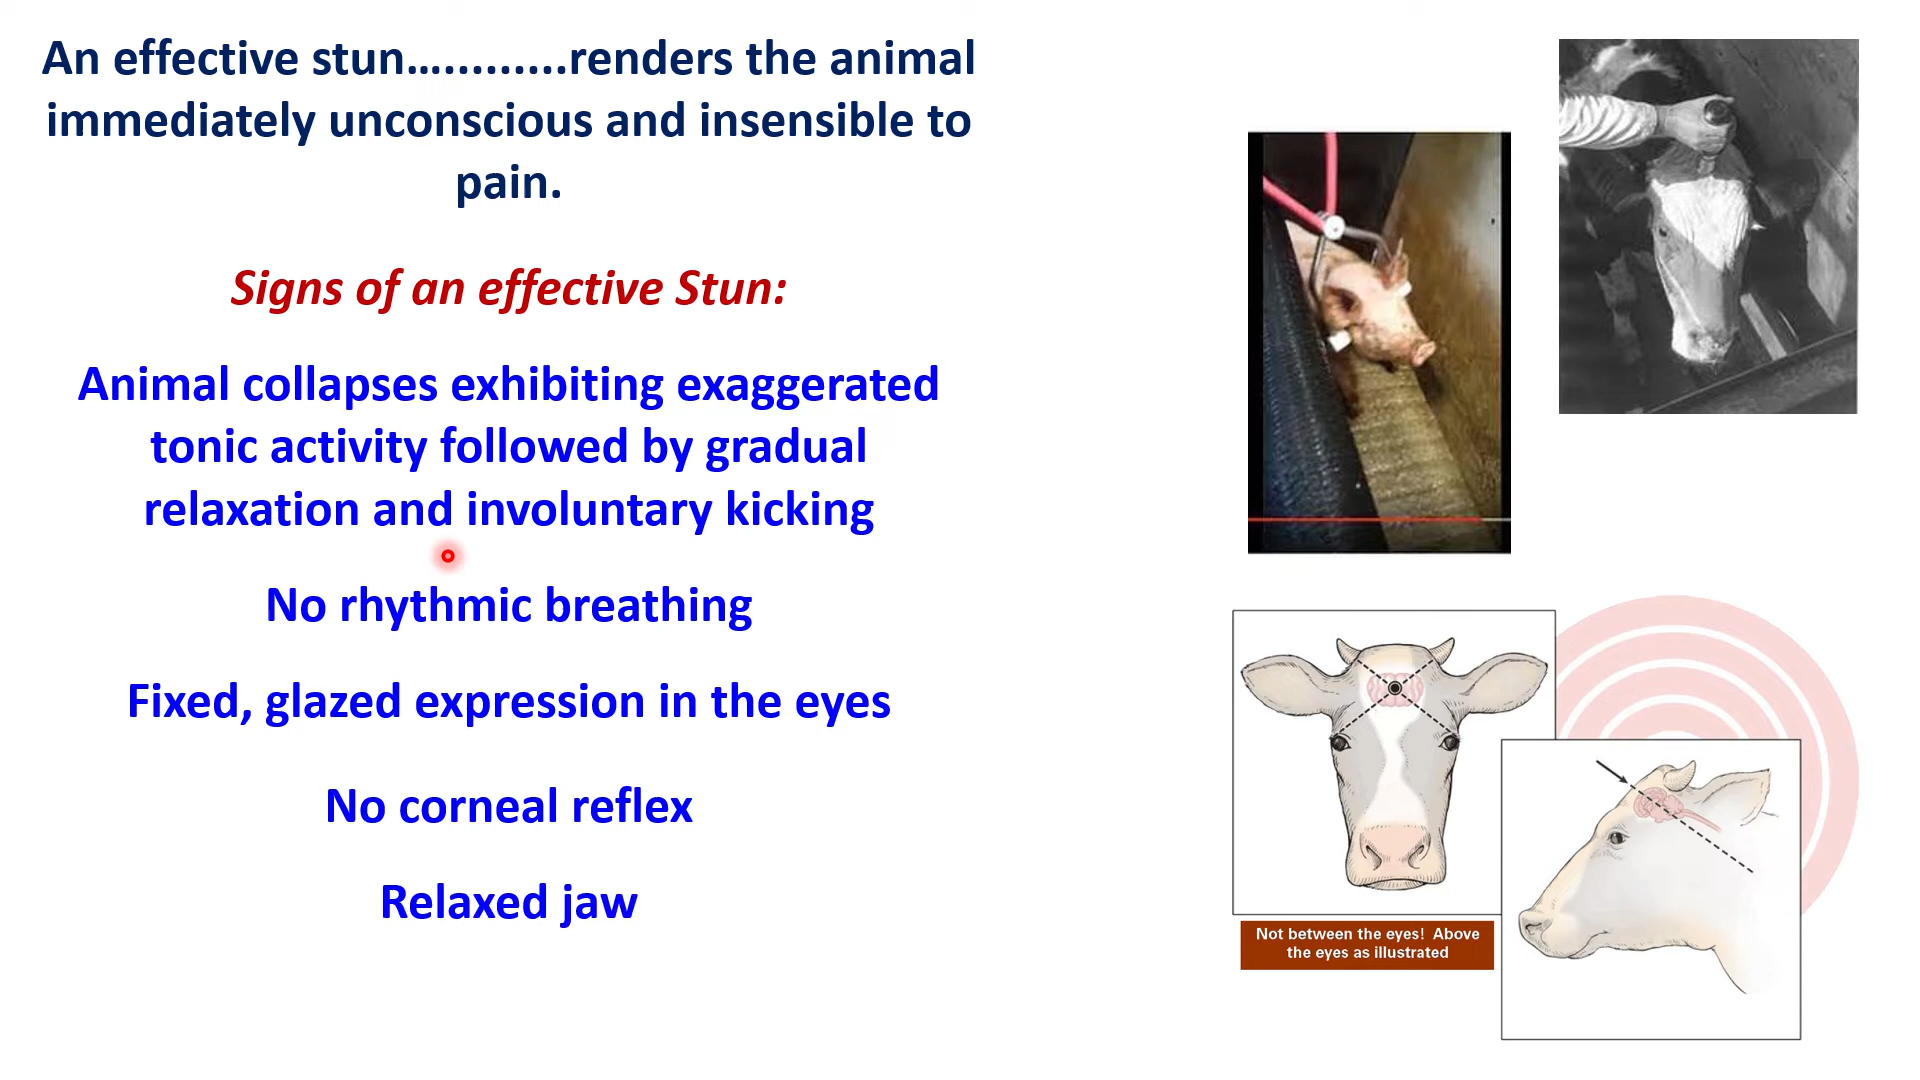 An effective stun….........renders the animal
immediately unconscious and insensible to
pain.
Signs of an effective Stun:
Animal collapses exhibiting exaggerated
tonic activity followed by gradual
relaxation and involuntary kicking
No rhythmic breathing
Fixed, glazed expression in the eyes
No corneal reflex
Relaxed jaw
Not between the eyes! Above
the eyes as illustrated